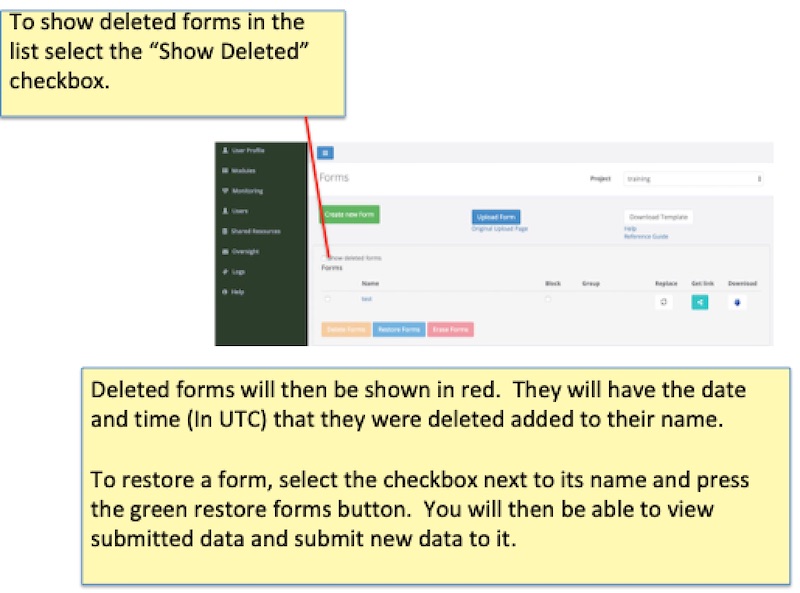 To show deleted forms in the
list select the “Show Deleted”
checkbox.
User Profile
Modules
Monitoring
Users
Shared Resources
Oversight
Logs
Help
Forms
Project
training
Create new Form
Upload Form
Original Upload Page
Download Template
Help
Reference Guide
Show deleted forms
Forms
Name Block Group Replace Get link Download
test
Delete Forms Restore Forms Erase Forms
Deleted forms will then be shown in red. They will have the date
and time (In UTC) that they were deleted added to their name.
To restore a form, select the checkbox next to its name and press
the green restore forms button. You will then be able to view
submitted data and submit new data to it.